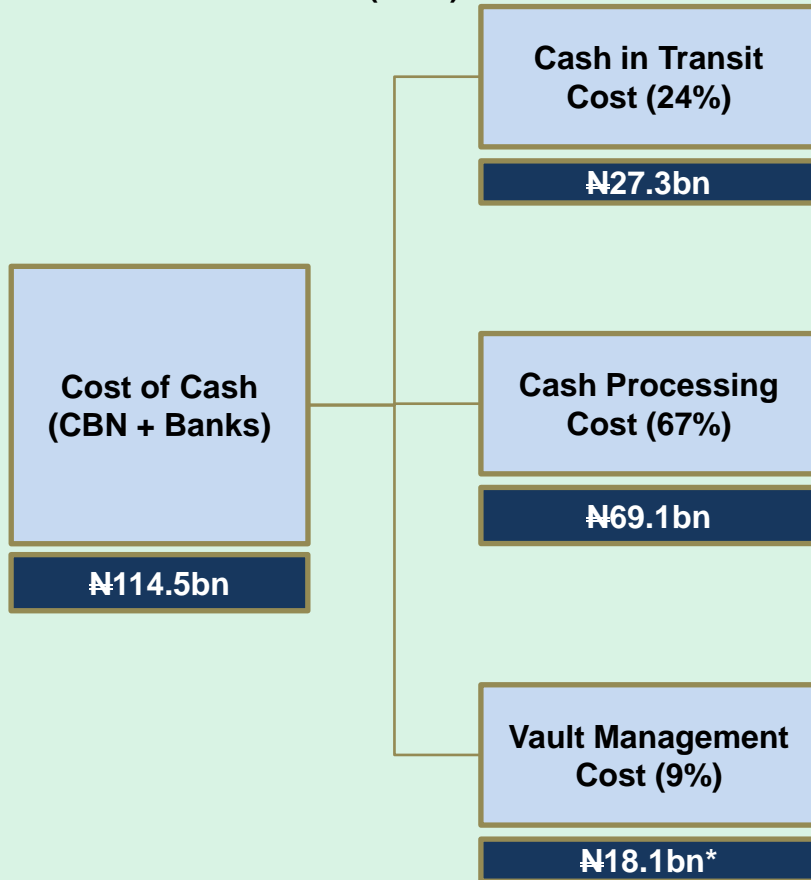 Cash in Transit
Cost (24%)
₦27.3bn
Cost of Cash
(CBN + Banks)
₦114.5bn
Cash Processing
Cost (67%)
₦69.1bn
Vault Management
Cost (9%)
₦18.1bn*